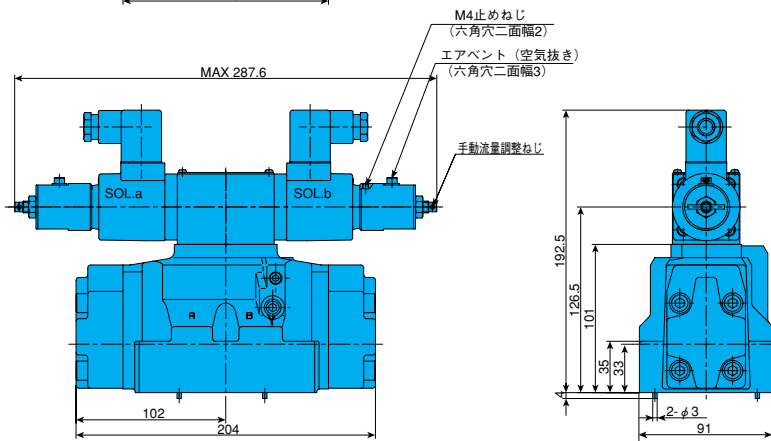 M4止めねじ
(六角穴二面幅2)
エアベント (空気抜き)
(六角穴二面幅3)
MAX 287.6
手動流量調整ねじ
SOL.a
SOL.b
A
B
102
204
192.5
126.5
101
35
33
4
2-φ3
91